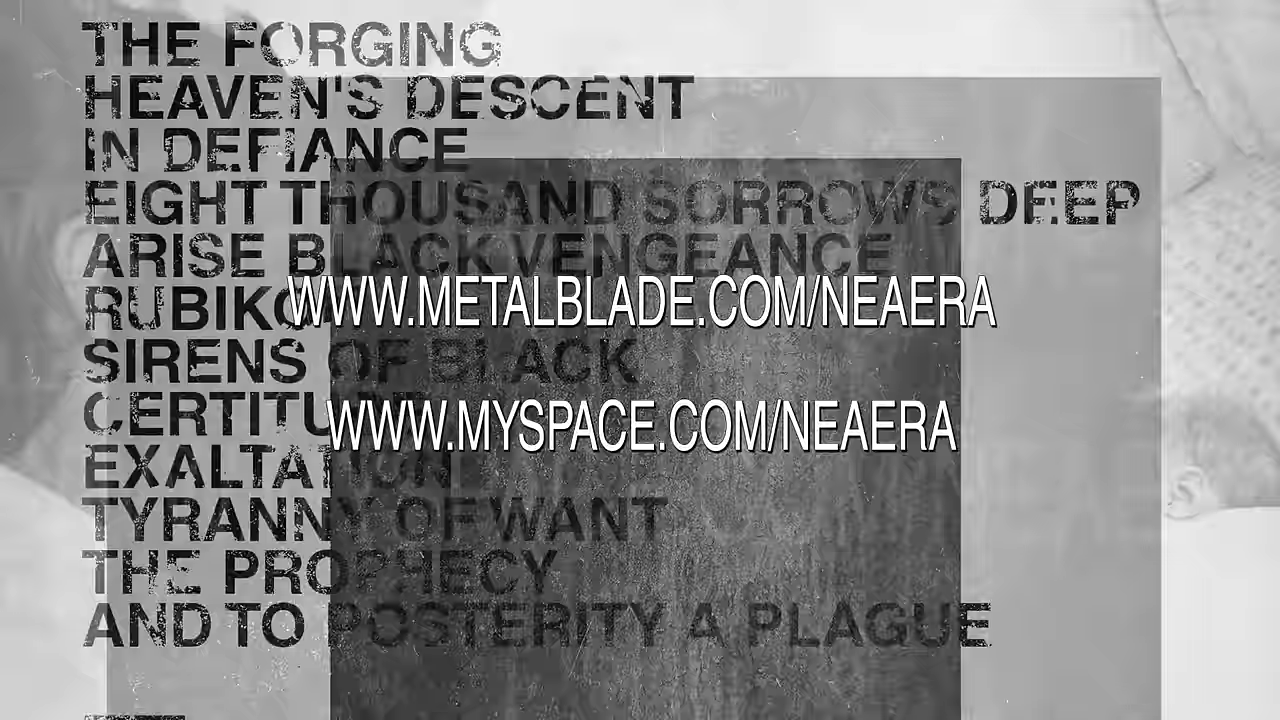 THE FORGING
HEAVEN'S DESCENT
IN DEFIANCE
EIGHT THOUSAND SORROWS DEEP
ARISE BLACK VENGEANCE
WWW.METALBLADE.COM/NEAERA
SIRENS OF BLACK
WWW.MYSPACE.COM/NEAERA
EXALTATION
TYRANNY OF WANT
THE PROPHECY
AND TO POSTERITY A PLAGUE